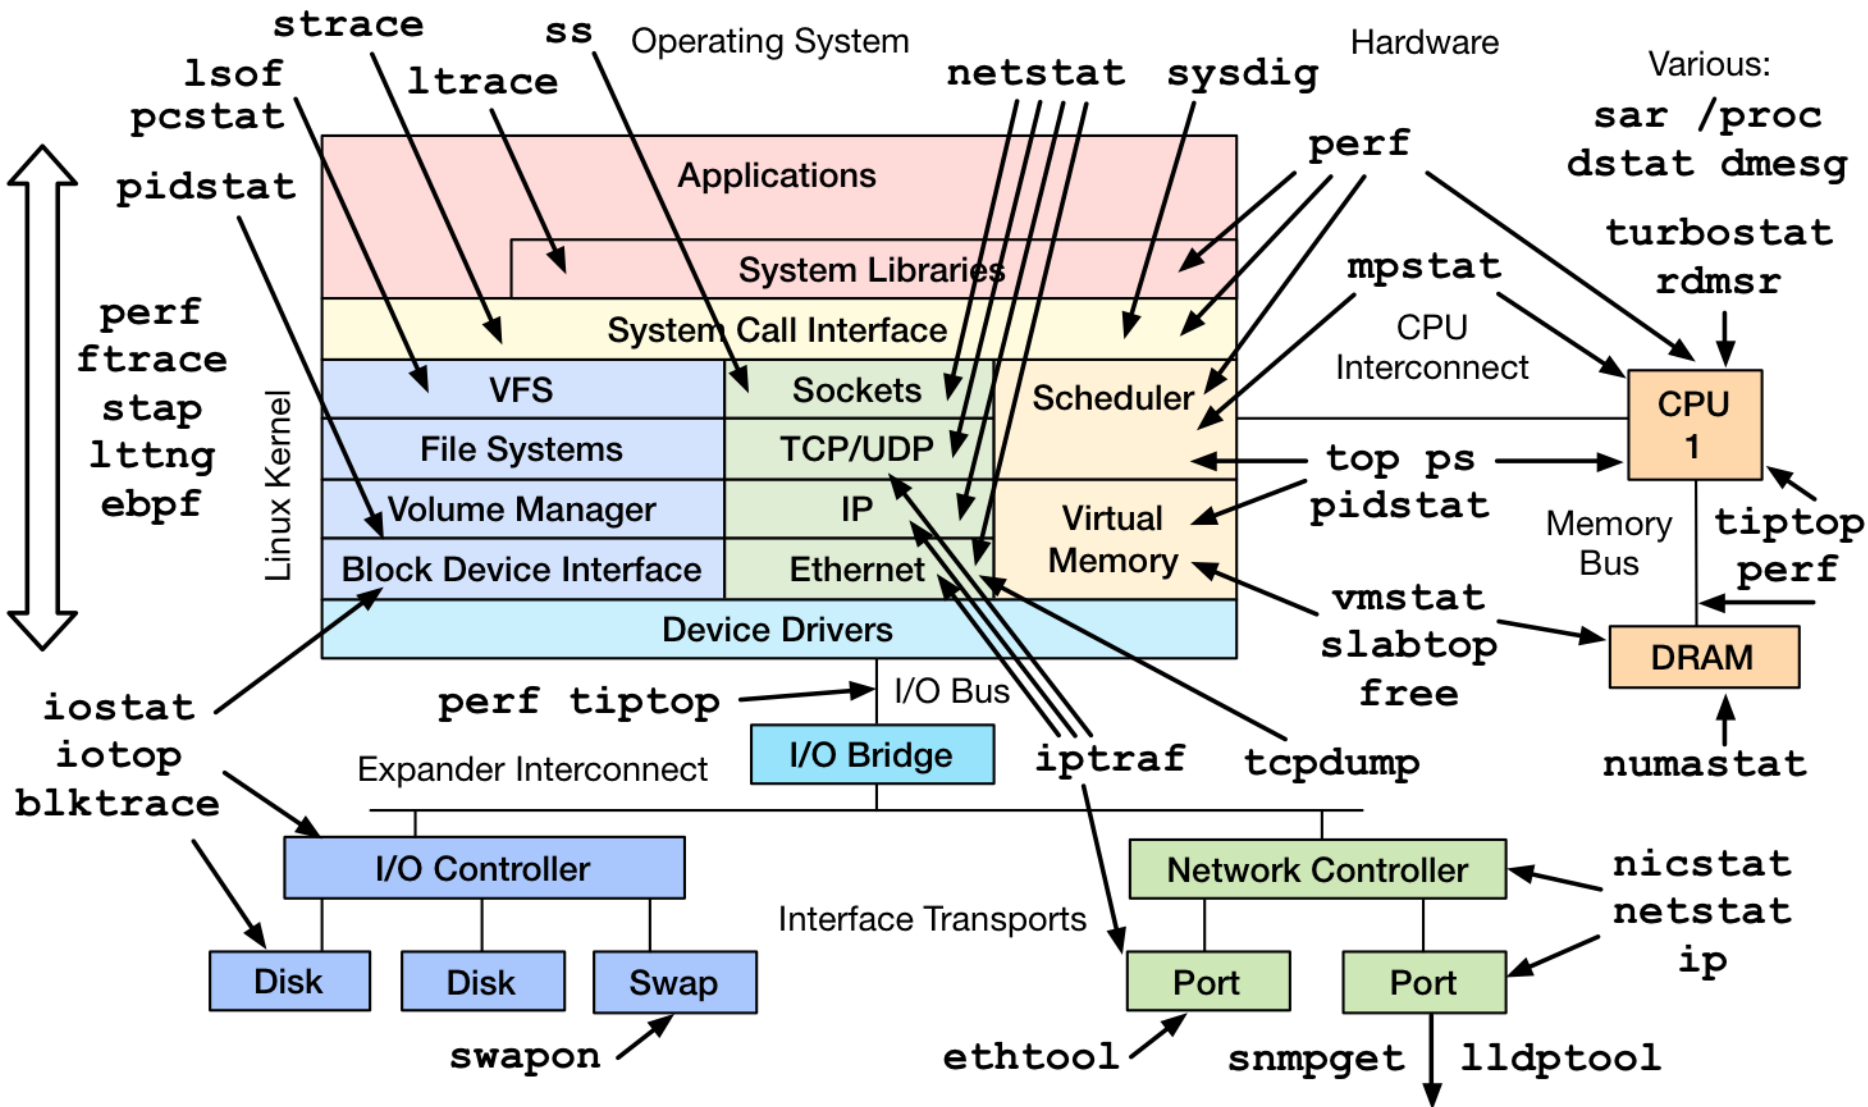 strace
ss
Operating System
Hardware
lsof
pcstat
ltrace
netstat
sysdig
Various:
sar /proc
dstat dmesg
perf
pidstat
Applications
turbostat
rdmsr
System Libraries
mpstat
perf
ftrace
stap
lttng
ebpf
System Call Interface
CPU
Interconnect
Linux Kernel
VFS
Sockets
Scheduler
CPU
1
File Systems
TCP/UDP
top ps
pidstat
Volume Manager
IP
Virtual
Memory
Memory
Bus
tiptop
perf
Block Device Interface
Ethernet
vmstat
slabtop
free
Device Drivers
DRAM
iostat
iotop
blktrace
perf tiptop
I/O Bus
I/O Bridge
iptraf
tcpdump
numastat
Expander Interconnect
I/O Controller
Network Controller
nicstat
netstat
ip
Interface Transports
Disk
Disk
Swap
Port
Port
swapon
ethtool
snmpget
lldptool